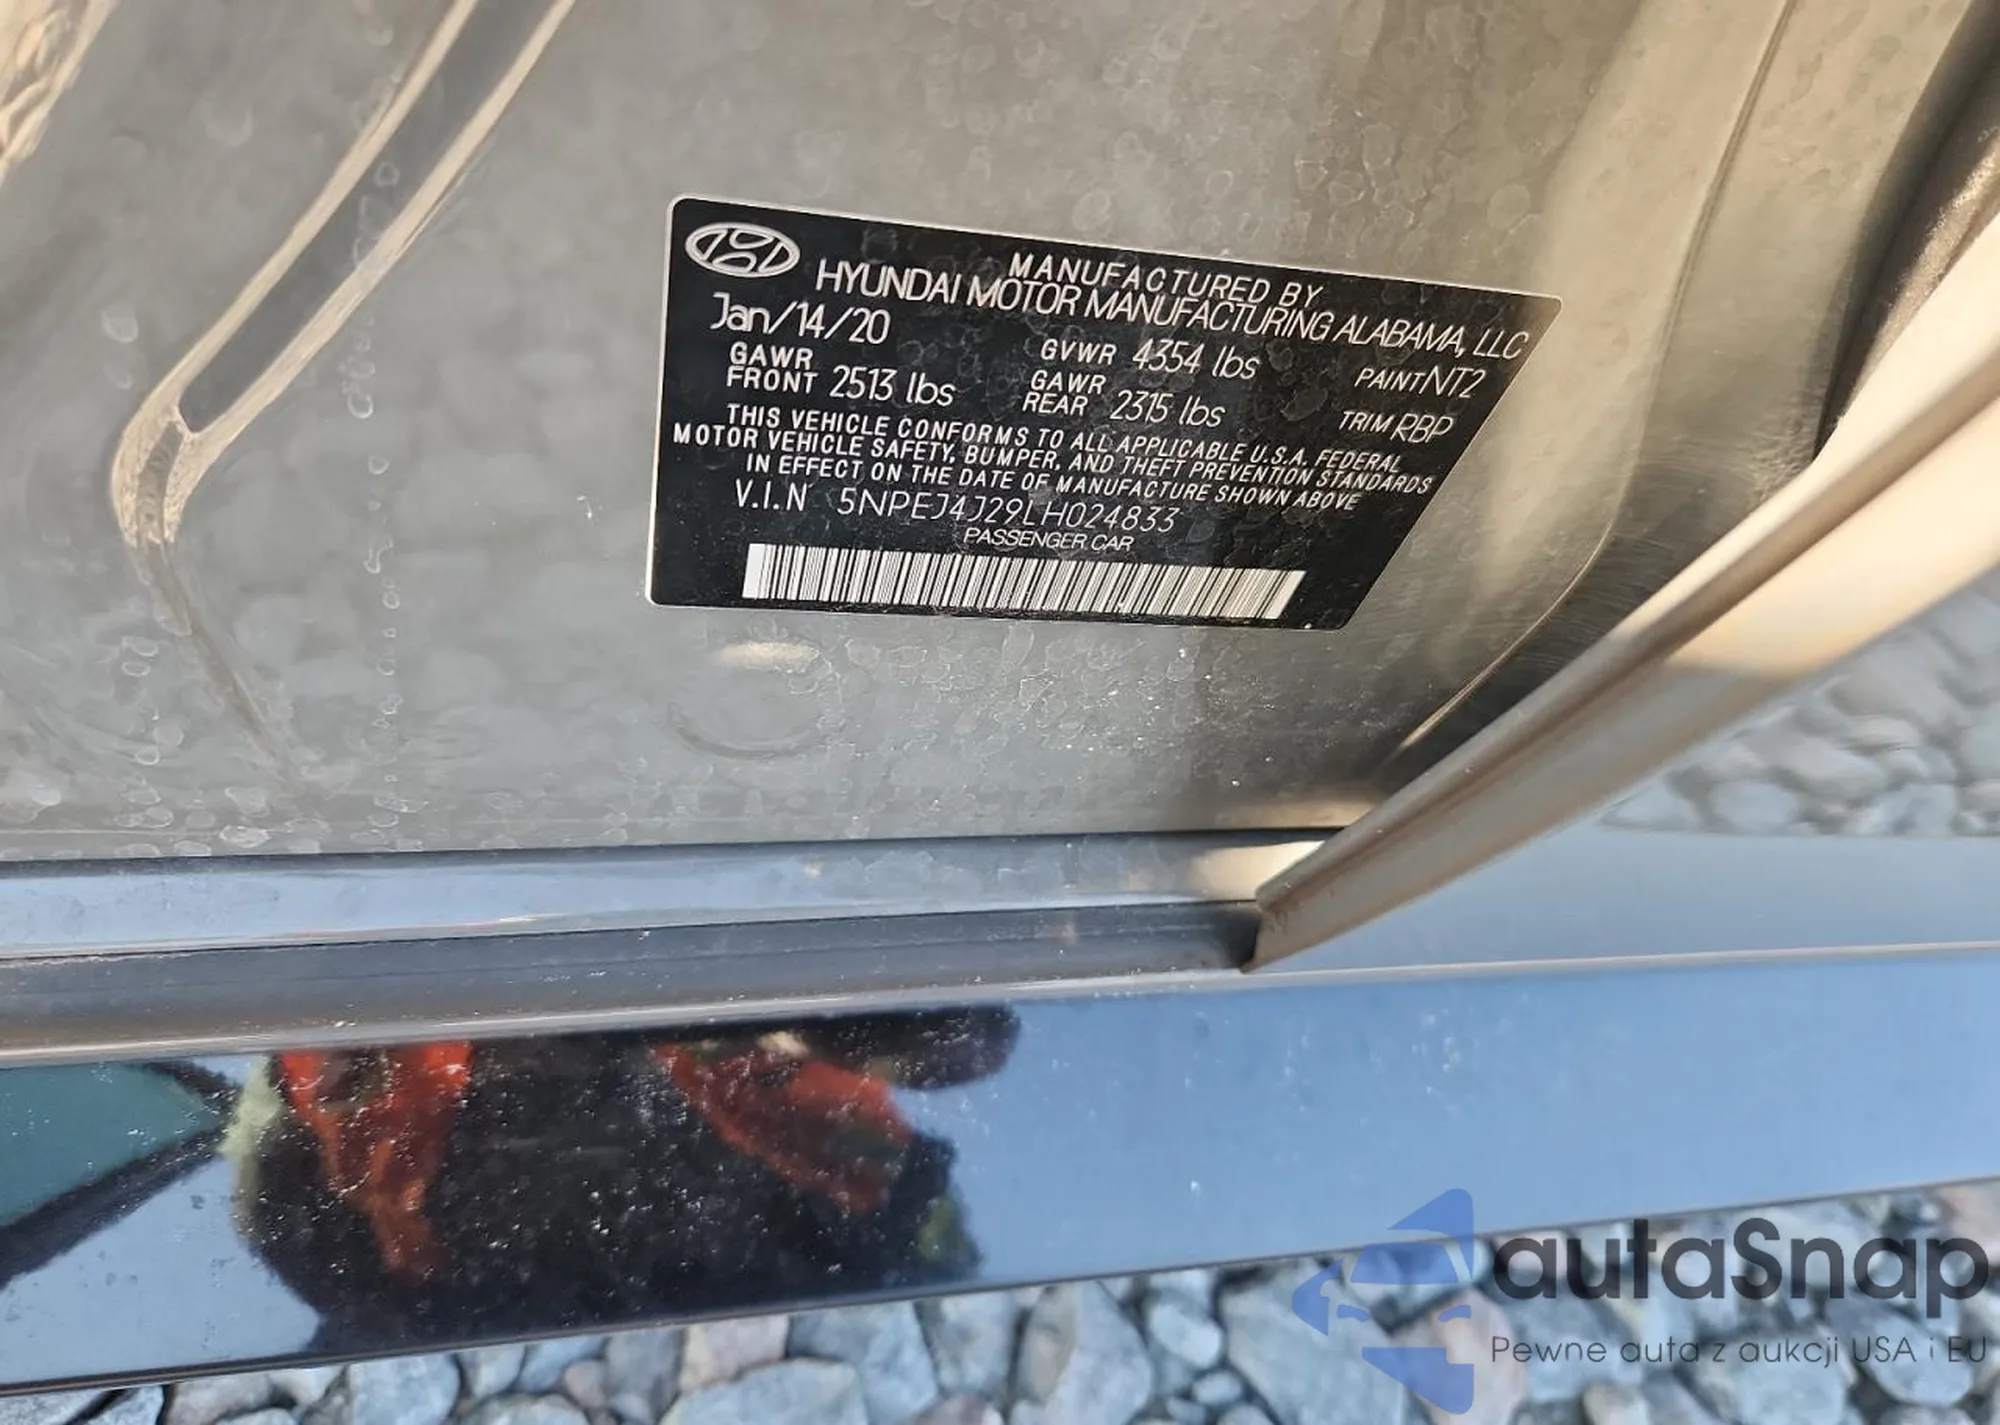 MANUFACTURED BY
HYUNDAI MOTOR MANUFACTURING ALABAMA, LLC
Jan/14/20 GVWR 4354 lbs PAINT NT2
GAWR FRONT 2513 lbs GAWR REAR 2315 lbs TRIM RBP
THIS VEHICLE CONFORMS TO ALL APPLICABLE U.S.A. FEDERAL
MOTOR VEHICLE SAFETY, BUMPER, AND THEFT PREVENTION STANDARDS
IN EFFECT ON THE DATE OF MANUFACTURE SHOWN ABOVE
V.I.N 5NPEJ4J29LH024833
PASSENGER CAR
autaSnap
Pewne auta z aukcji USA i EU